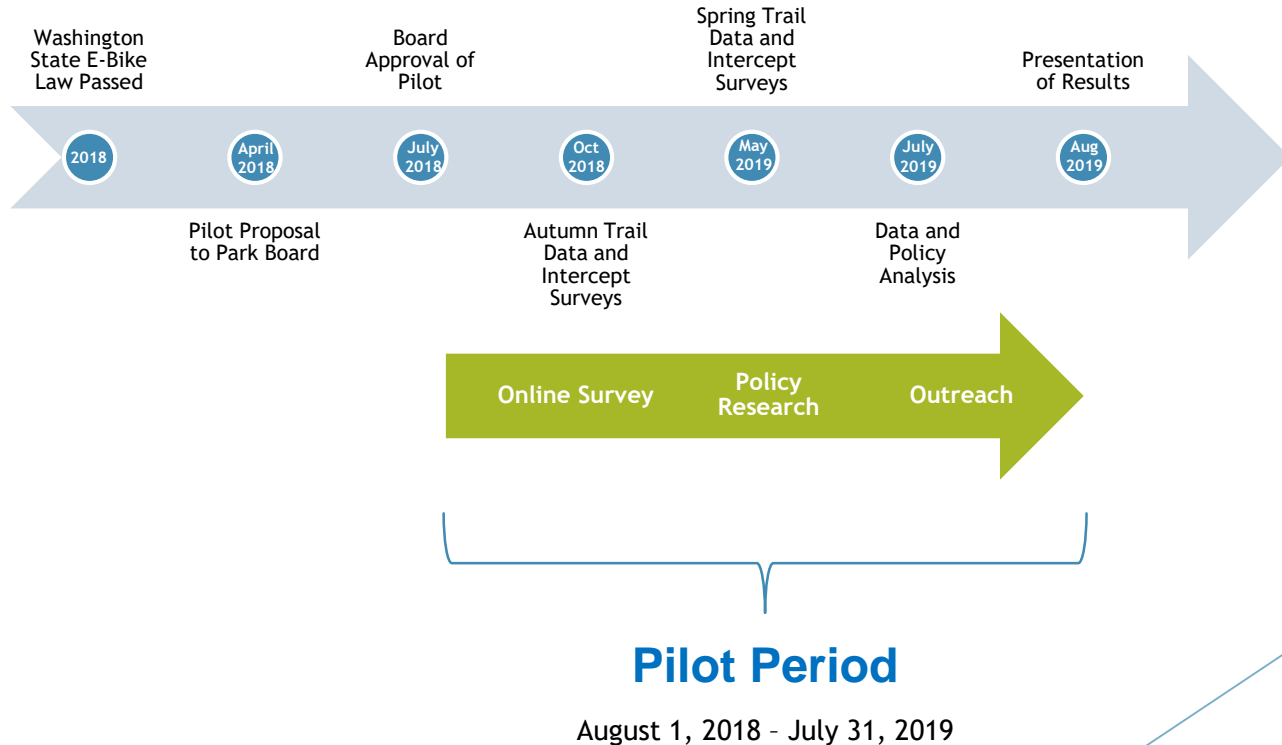 Washington
State E-Bike
Law Passed
Board
Approval of
Pilot
Spring Trail
Data and
Intercept
Surveys
Presentation
of Results
2018
April
2018
July
2018
Oct
2018
May
2019
July
2019
Aug
2019
Pilot Proposal
to Park Board
Autumn Trail
Data and
Intercept
Surveys
Data and
Policy
Analysis
Online Survey
Policy
Research
Outreach
Pilot Period
August 1, 2018 – July 31, 2019